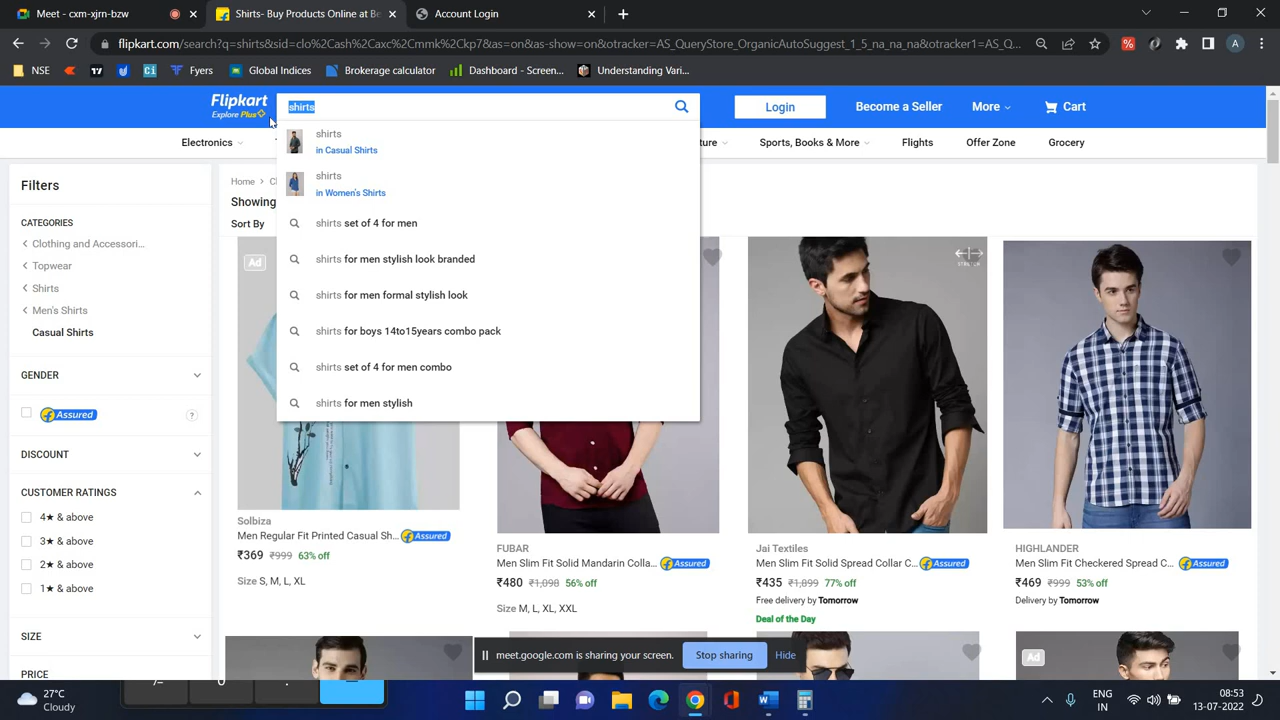 Meet – cxm-xjrn-bzd
Buy Products Online at Be
Account Login
flipkart.com/search?q=shirts&sid=clo%2Cash%2Caxc%2Cmmk%2Ckp7&as=on&as-show=on&otracker=AS_QueryStore_OrganicAutoSuggest_1_5_na_na_na&otracker1=AS_Q...
A
NSE
Fyers
Global Indices
Brokerage calculator
Dashboard - Screen...
Understanding Vari...
Flipkart
Explore Plus
shirts
Login
Become a Seller
More
Cart
Electronics
ture
Sports, Books & More
Flights
Offer Zone
Grocery
shirts
in Casual Shirts
shirts
in Women's Shirts
shirts set of 4 for men
shirts for men stylish look branded
shirts for men formal stylish look
shirts for boys 14to15years combo pack
shirts set of 4 for men combo
shirts for men stylish
Filters
CATEGORIES
Clothing and Accessori...
Topwear
Shirts
Men's Shirts
Casual Shirts
GENDER
Assured
?
DISCOUNT
CUSTOMER RATINGS
4★ & above
3★ & above
2★ & above
1★ & above
SIZE
PRICE
Home
Showing
Sort By
Ad
STRETCH
Solbiza
Men Regular Fit Printed Casual Sh... Assured
₹369 ₹999 63% off
Size S, M, L, XL
FUBAR
Men Slim Fit Solid Mandarin Colla... Assured
₹480 ₹1,098 56% off
Size M, L, XL, XXL
Jai Textiles
Men Slim Fit Solid Spread Collar C... Assured
₹435 ₹1,899 77% off
Free delivery by Tomorrow
Deal of the Day
HIGHLANDER
Men Slim Fit Checkered Spread C... Assured
₹469 ₹999 53% off
Delivery by Tomorrow
Ad
meet.google.com is sharing your screen.
Stop sharing
Hide
27°C
Cloudy
ENG
IN
08:53
13-07-2022